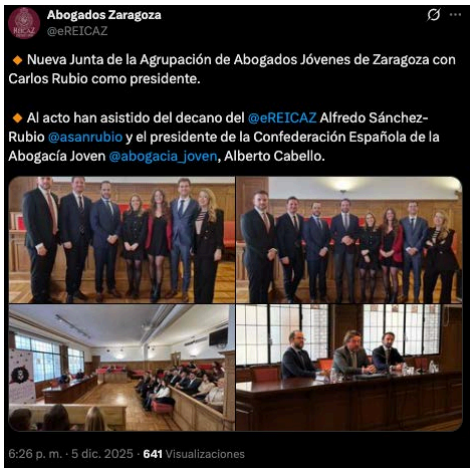 Abogados Zaragoza
@eREICAZ
🔸 Nueva Junta de la Agrupación de Abogados Jóvenes de Zaragoza con
Carlos Rubio como presidente.
🔸 Al acto han asistido del decano del @eREICAZ Alfredo Sánchez-
Rubio @asanrubio y el presidente de la Confederación Española de la
Abogacía Joven @abogacia_joven, Alberto Cabello.
6:26 p. m. · 5 dic. 2025 · 641 Visualizaciones